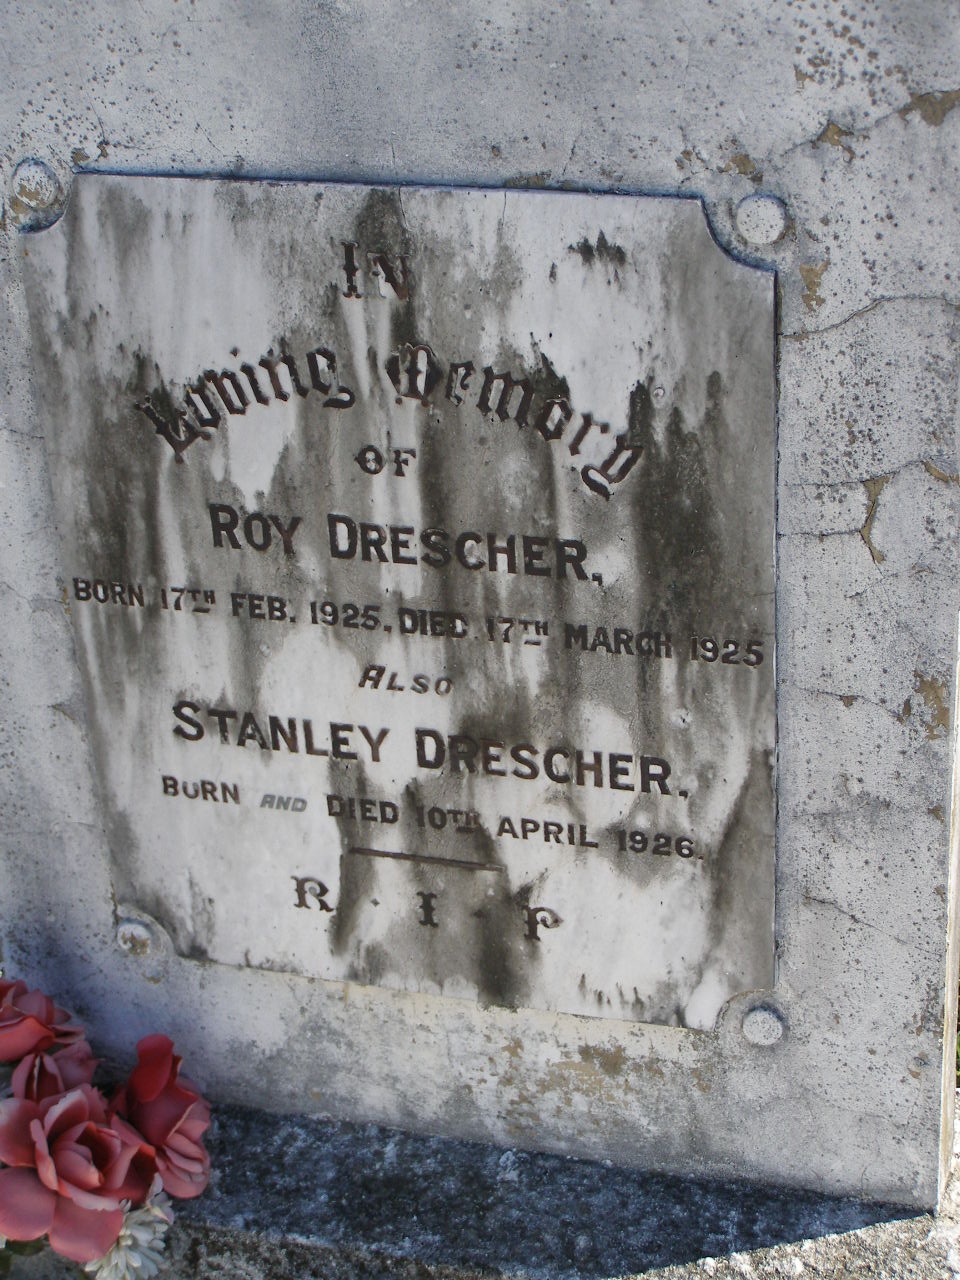 IN
Loving Memory
OF
ROY DRESCHER,
BORN 17TH FEB. 1925. DIED 17TH MARCH 1925
ALSO
STANLEY DRESCHER.
BORN AND DIED 10TH APRIL 1926.
R. I. P